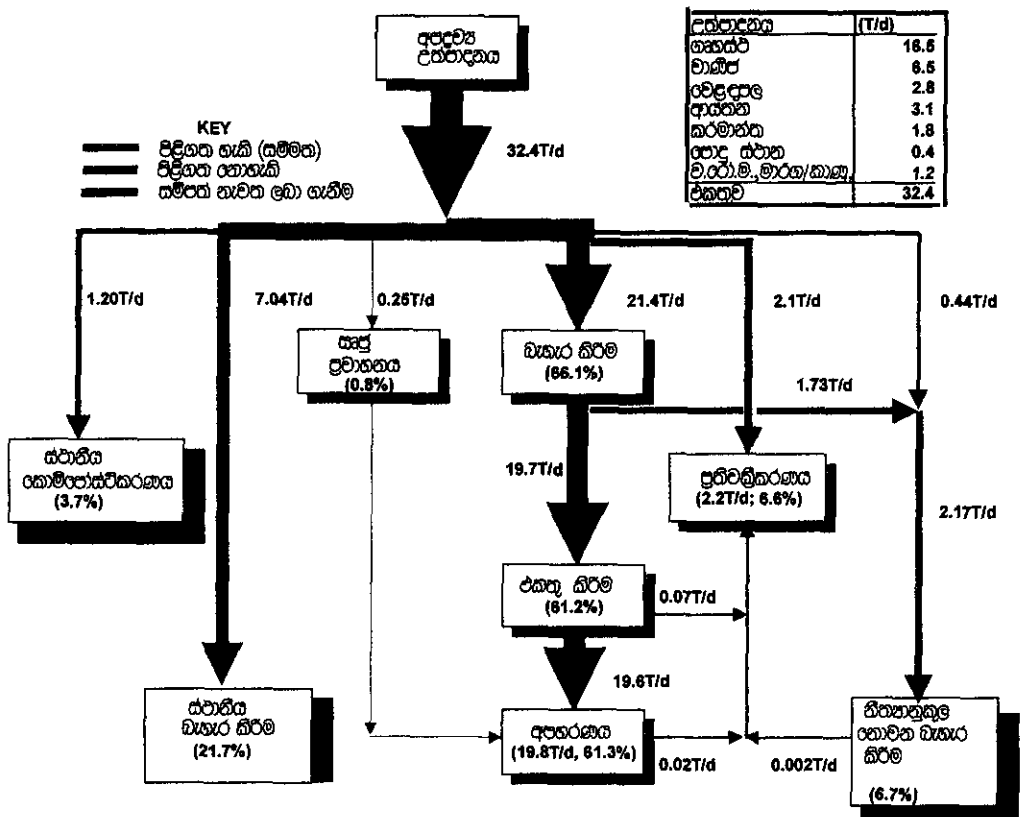 අපද්‍රව්‍ය
උත්පාදනය
උත්පාදනය (T/d)
ගෘහස්ථ 16.5
වාණිජ 6.5
වෙළඳපල 2.8
ආයතන 3.1
කර්මාන්ත 1.8
පොදු ස්ථාන 0.4
ව.රෝ.ම.,මාර්ග/කාණු 1.2
එකතුව 32.4
KEY
පිළිගත හැකි (සම්මත)
පිළිගත නොහැකි
සම්පත් නැවත ලබා ගැනීම
32.4T/d
1.20T/d
7.04T/d
0.25T/d
21.4T/d
2.1T/d
0.44T/d
සෘජු
ප්‍රවාහනය
(0.8%)
බැහැර කිරීම
(66.1%)
1.73T/d
ස්ථානීය
කොම්පෝස්ටිකරණය
(3.7%)
19.7T/d
ප්‍රතිචක්‍රීකරණය
(2.2T/d; 6.6%)
2.17T/d
එකතු කිරීම
(61.2%)
0.07T/d
19.6T/d
ස්ථානීය
බැහැර කිරීම
(21.7%)
අපහරණය
(19.8T/d, 61.3%)
0.02T/d
0.002T/d
නීත්‍යානුකූල
නොවන බැහැර
කිරීම
(6.7%)